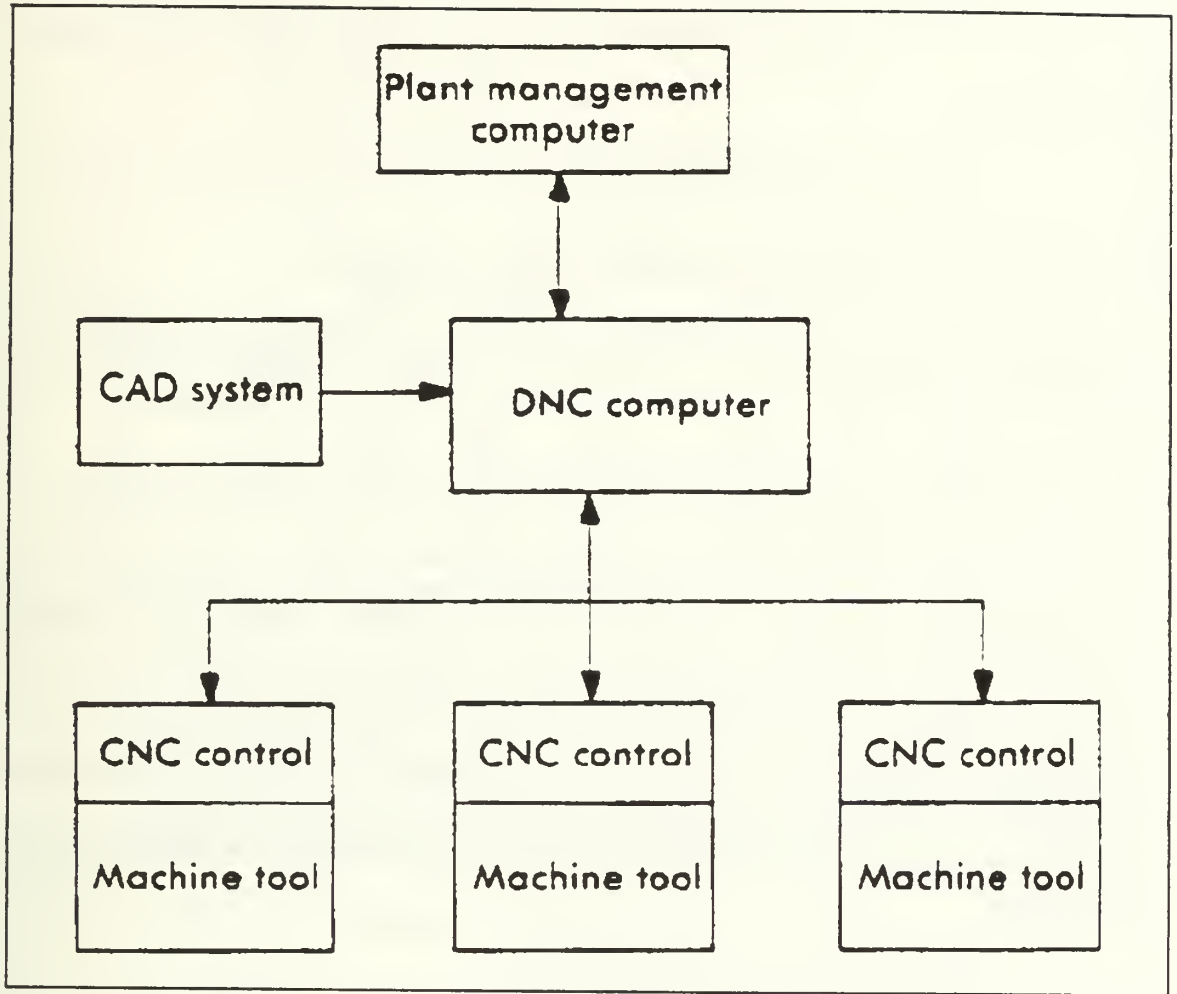 Plant management
computer
CAD system
DNC computer
CNC control
CNC control
CNC control
Machine tool
Machine tool
Machine tool